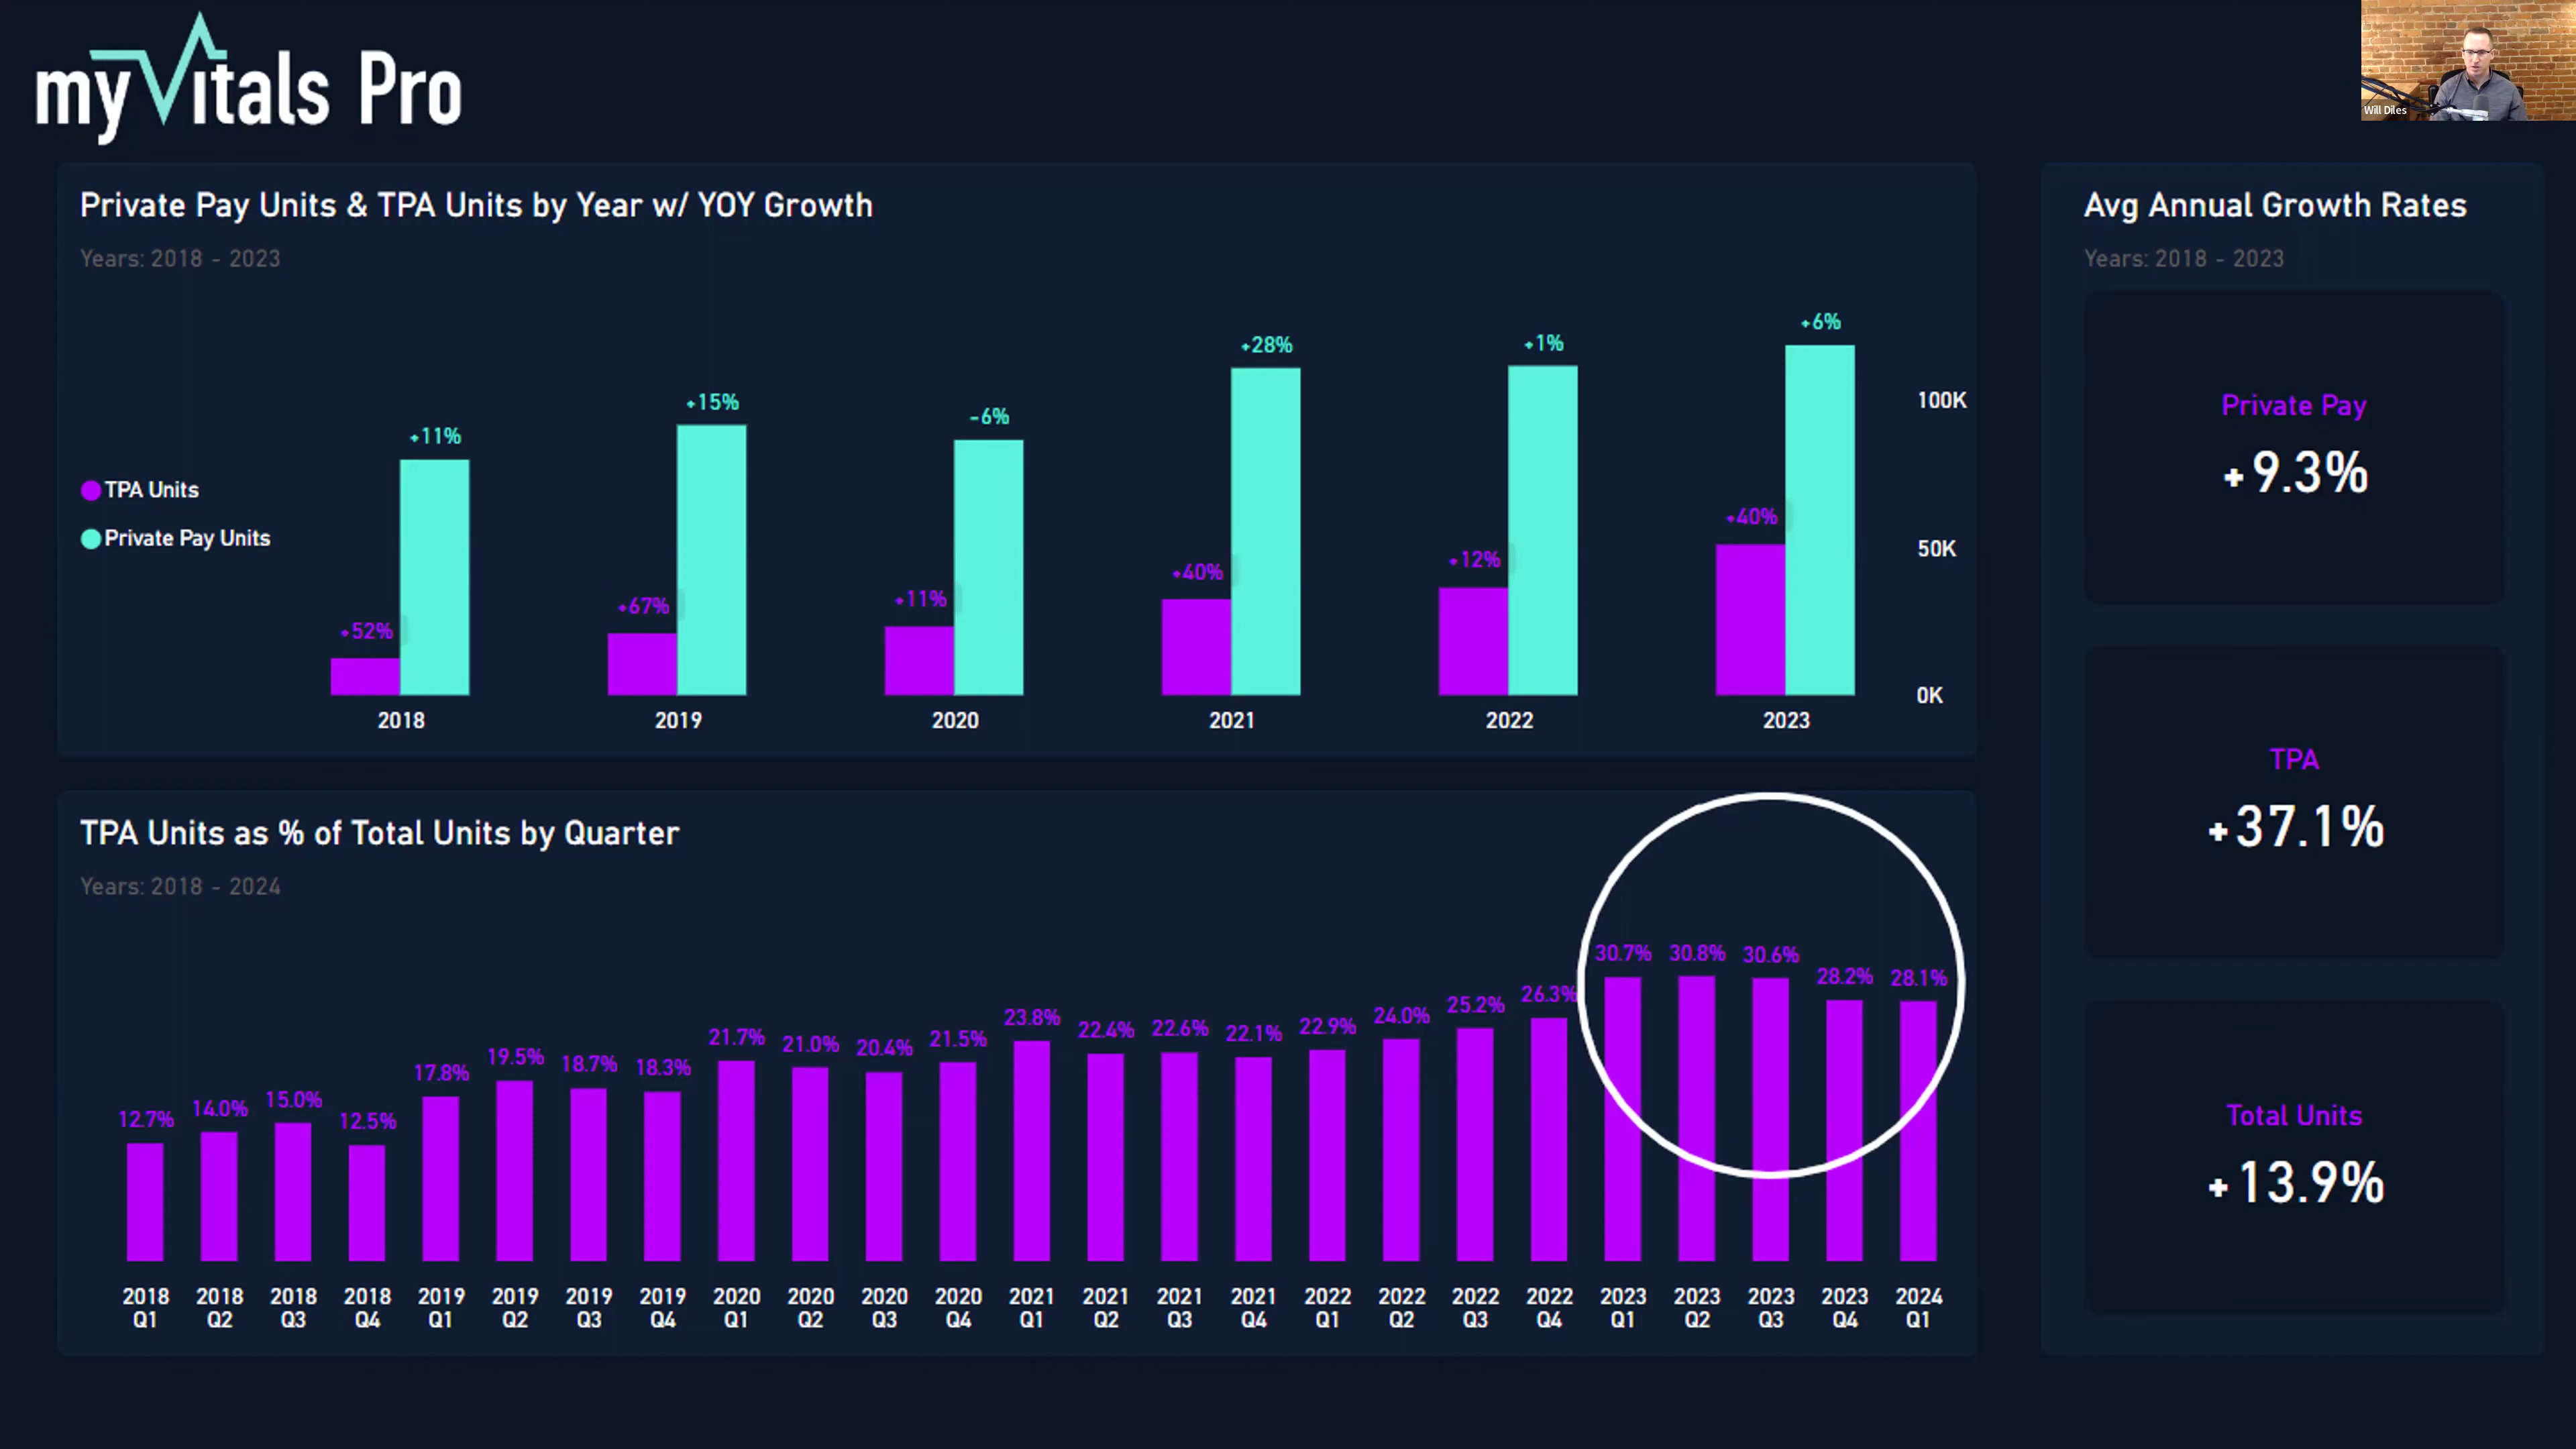 myVitals Pro
Will Diles
Private Pay Units & TPA Units by Year w/ YOY Growth
Years: 2018 - 2023
TPA Units
Private Pay Units
+52%
+11%
+67%
+15%
+11%
-6%
+40%
+28%
+12%
+1%
+40%
+6%
100K
50K
0K
2018
2019
2020
2021
2022
2023
Avg Annual Growth Rates
Years: 2018 - 2023
Private Pay
+9.3%
TPA
+37.1%
Total Units
+13.9%
TPA Units as % of Total Units by Quarter
Years: 2018 - 2024
12.7%
14.0%
15.0%
12.5%
17.8%
19.5%
18.7%
18.3%
21.7%
21.0%
20.4%
21.5%
23.8%
22.4%
22.6%
22.1%
22.9%
24.0%
25.2%
26.3%
30.7%
30.8%
30.6%
28.2%
28.1%
2018 Q1
2018 Q2
2018 Q3
2018 Q4
2019 Q1
2019 Q2
2019 Q3
2019 Q4
2020 Q1
2020 Q2
2020 Q3
2020 Q4
2021 Q1
2021 Q2
2021 Q3
2021 Q4
2022 Q1
2022 Q2
2022 Q3
2022 Q4
2023 Q1
2023 Q2
2023 Q3
2023 Q4
2024 Q1